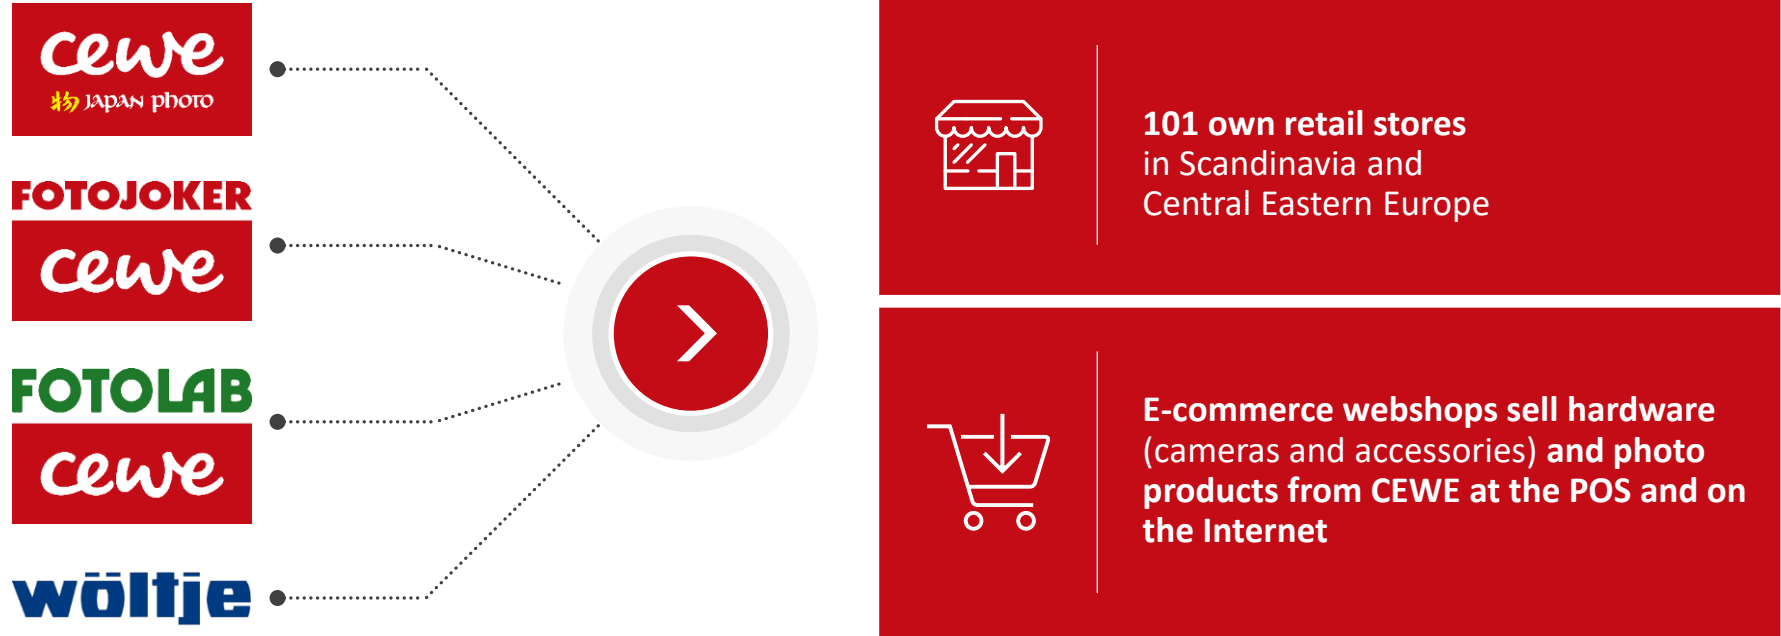 cewe
物 JAPAN PHOTO
FOTOJOKER
cewe
FOTOLAB
cewe
wöltje
101 own retail stores
in Scandinavia and
Central Eastern Europe
E-commerce webshops sell hardware
(cameras and accessories) and photo
products from CEWE at the POS and on
the Internet